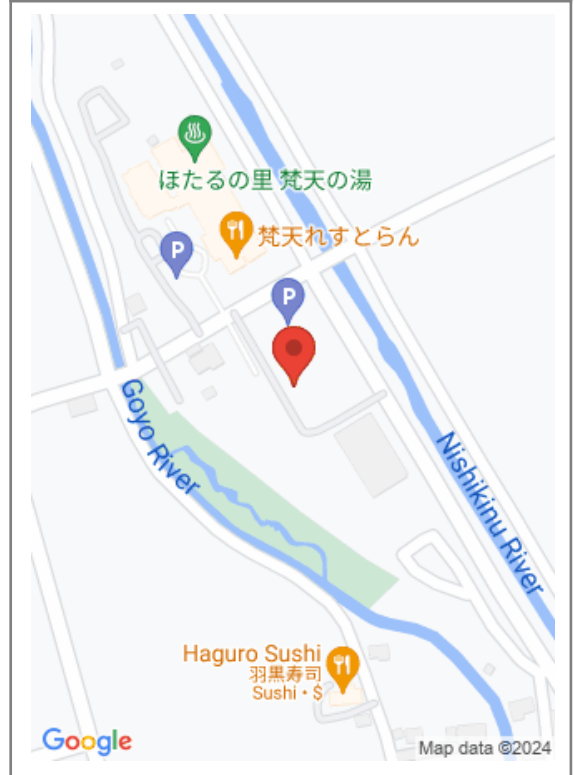 ほたるの里 梵天の湯
梵天れすとらん
P
P
Goyo River
Nishikinu River
Haguro Sushi
羽黒寿司
Sushi · $
Google
Map data ©2024